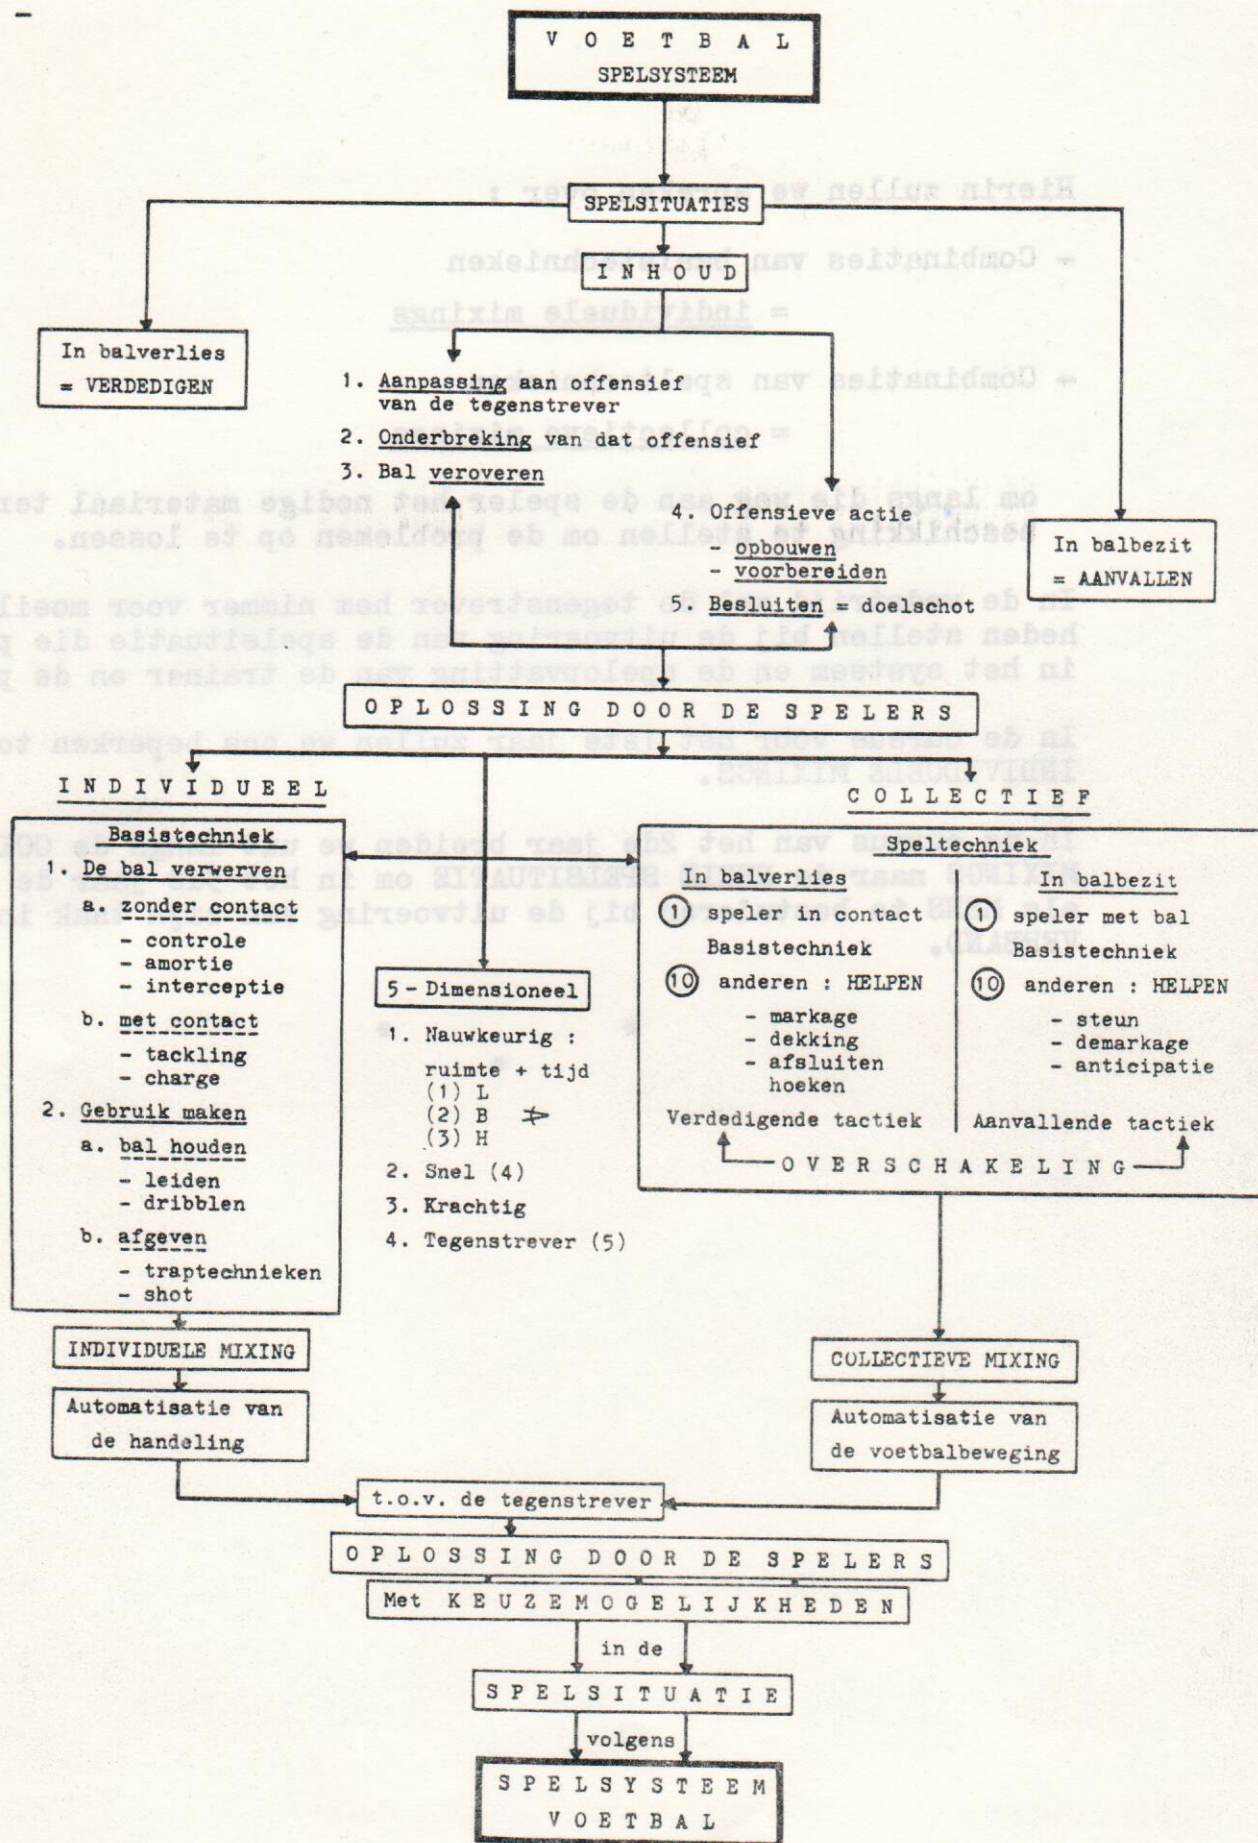 V O E T B A L
SPELSYSTEEM
SPELSITUATIES
I N H O U D
In balverlies
= VERDEDIGEN
1. Aanpassing aan offensief
van de tegenstrever
2. Onderbreking van dat offensief
3. Bal veroveren
4. Offensieve actie
- opbouwen
- voorbereiden
5. Besluiten = doelschot
In balbezit
= AANVALLEN
O P L O S S I N G D O O R D E S P E L E R S
I N D I V I D U E E L
Basistechniek
1. De bal verwerven
a. zonder contact
- controle
- amortie
- interceptie
b. met contact
- tackling
- charge
2. Gebruik maken
a. bal houden
- leiden
- dribblen
b. afgeven
- traptechnieken
- shot
5 - Dimensioneel
1. Nauwkeurig :
ruimte + tijd
(1) L
(2) B
(3) H
2. Snel (4)
3. Krachtig
4. Tegenstrever (5)
C O L L E C T I E F
Speltechniek
In balverlies
1 speler in contact
Basistechniek
10 anderen : HELPEN
- markage
- dekking
- afsluiten
hoeken
Verdedigende tactiek
In balbezit
1 speler met bal
Basistechniek
10 anderen : HELPEN
- steun
- demarkage
- anticipatie
Aanvallende tactiek
O V E R S C H A K E L I N G
INDIVIDUELE MIXING
Automatisatie van
de handeling
COLLECTIEVE MIXING
Automatisatie van
de voetbalbeweging
t.o.v. de tegenstrever
O P L O S S I N G D O O R D E S P E L E R S
Met K E U Z E M O G E L I J K H E D E N
in de
S P E L S I T U A T I E
volgens
S P E L S Y S T E E M
V O E T B A L